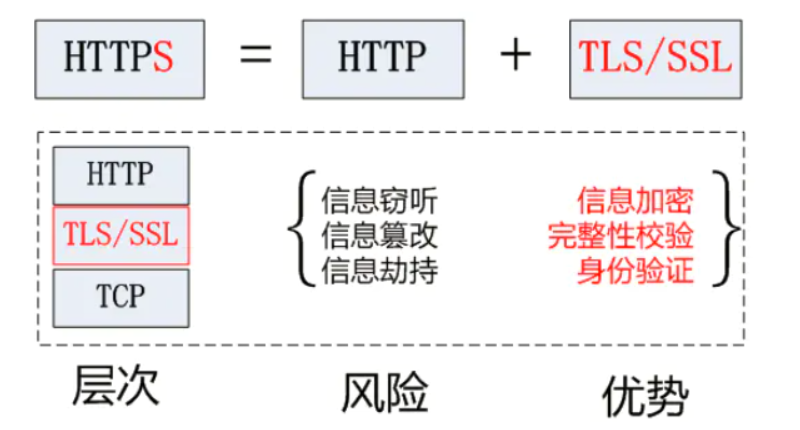 HTTPS = HTTP + TLS/SSL
HTTP
TLS/SSL
TCP
信息窃听
信息篡改
信息劫持
信息加密
完整性校验
身份验证
层次
风险
优势